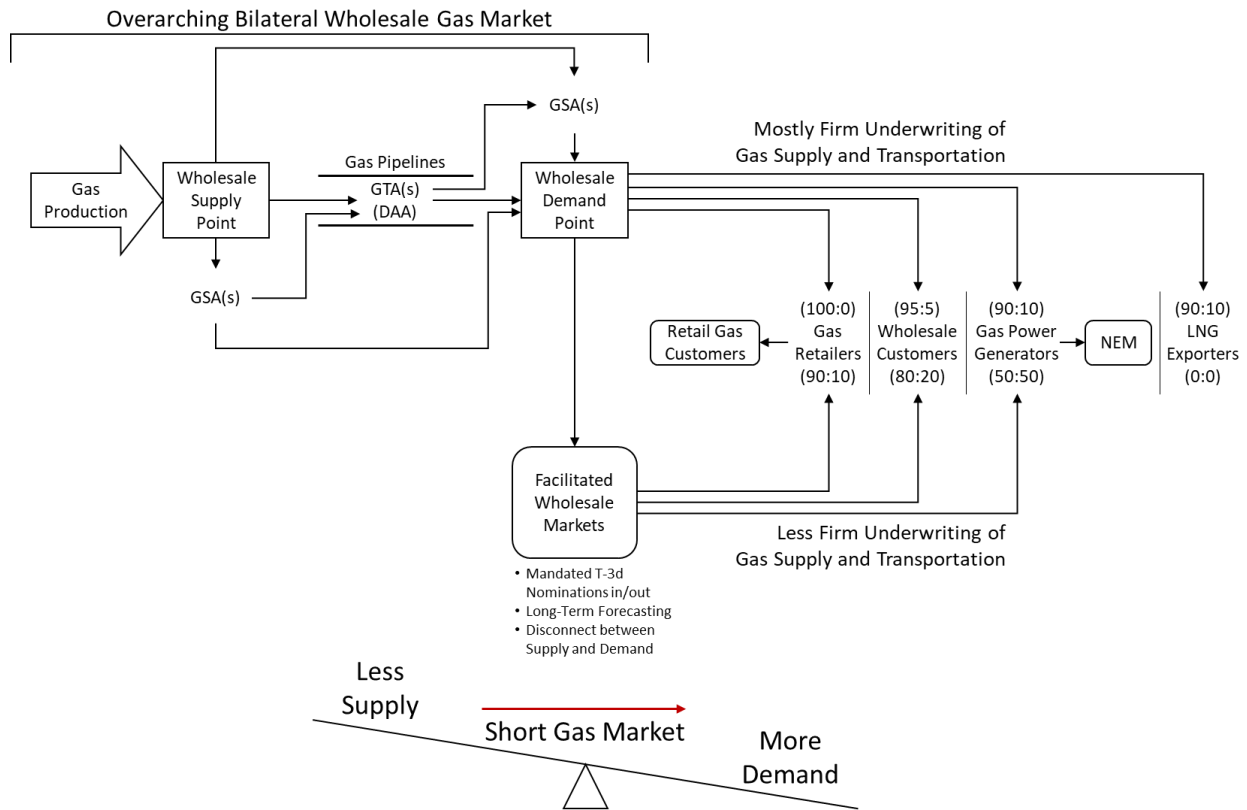 Overarching Bilateral Wholesale Gas Market
GSA(s)
Mostly Firm Underwriting of
Gas Supply and Transportation
Gas
Production
Wholesale
Supply
Point
Gas Pipelines
GTA(s)
(DAA)
Wholesale
Demand
Point
GSA(s)
Retail Gas
Customers
(100:0)
Gas
Retailers
(90:10)
(95:5)
Wholesale
Customers
(80:20)
(90:10)
Gas Power
Generators
(50:50)
NEM
(90:10)
LNG
Exporters
(0:0)
Facilitated
Wholesale
Markets
Less Firm Underwriting of
Gas Supply and Transportation
• Mandated T-3d
Nominations in/out
• Long-Term Forecasting
• Disconnect between
Supply and Demand
Less
Supply
Short Gas Market
More
Demand